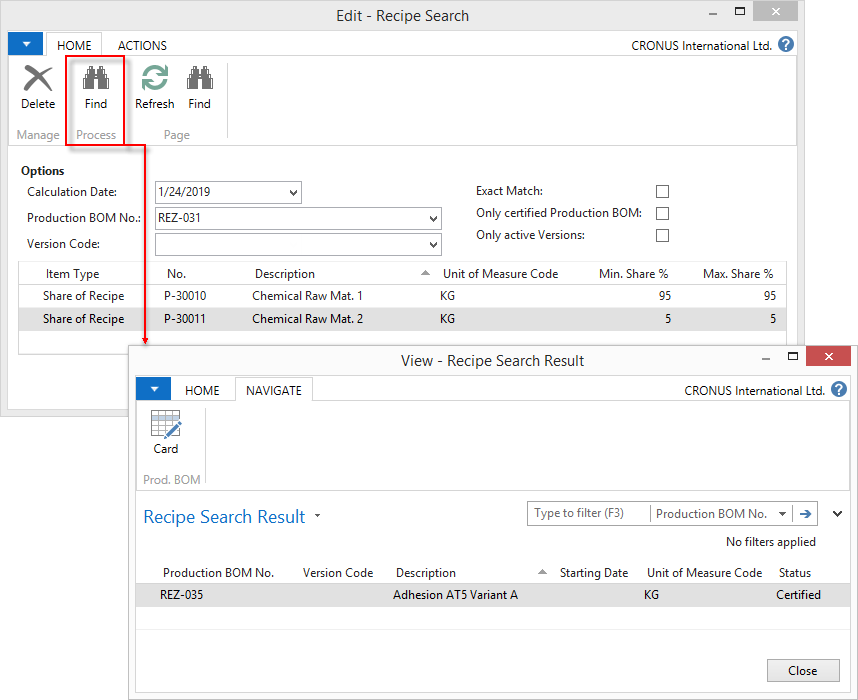 Edit - Recipe Search
HOME ACTIONS CRONUS International Ltd. ?
Delete Find Refresh Find
Manage Process Page
Options
Calculation Date: 1/24/2019 Exact Match:
Production BOM No.: REZ-031 Only certified Production BOM:
Version Code: Only active Versions:
Item Type No. Description Unit of Measure Code Min. Share % Max. Share %
Share of Recipe P-30010 Chemical Raw Mat. 1 KG 95 95
Share of Recipe P-30011 Chemical Raw Mat. 2 KG 5 5
View - Recipe Search Result
HOME NAVIGATE CRONUS International Ltd. ?
Card
Prod. BOM
Recipe Search Result Type to filter (F3) Production BOM No.
No filters applied
Production BOM No. Version Code Description Starting Date Unit of Measure Code Status
REZ-035 Adhesion AT5 Variant A KG Certified
Close